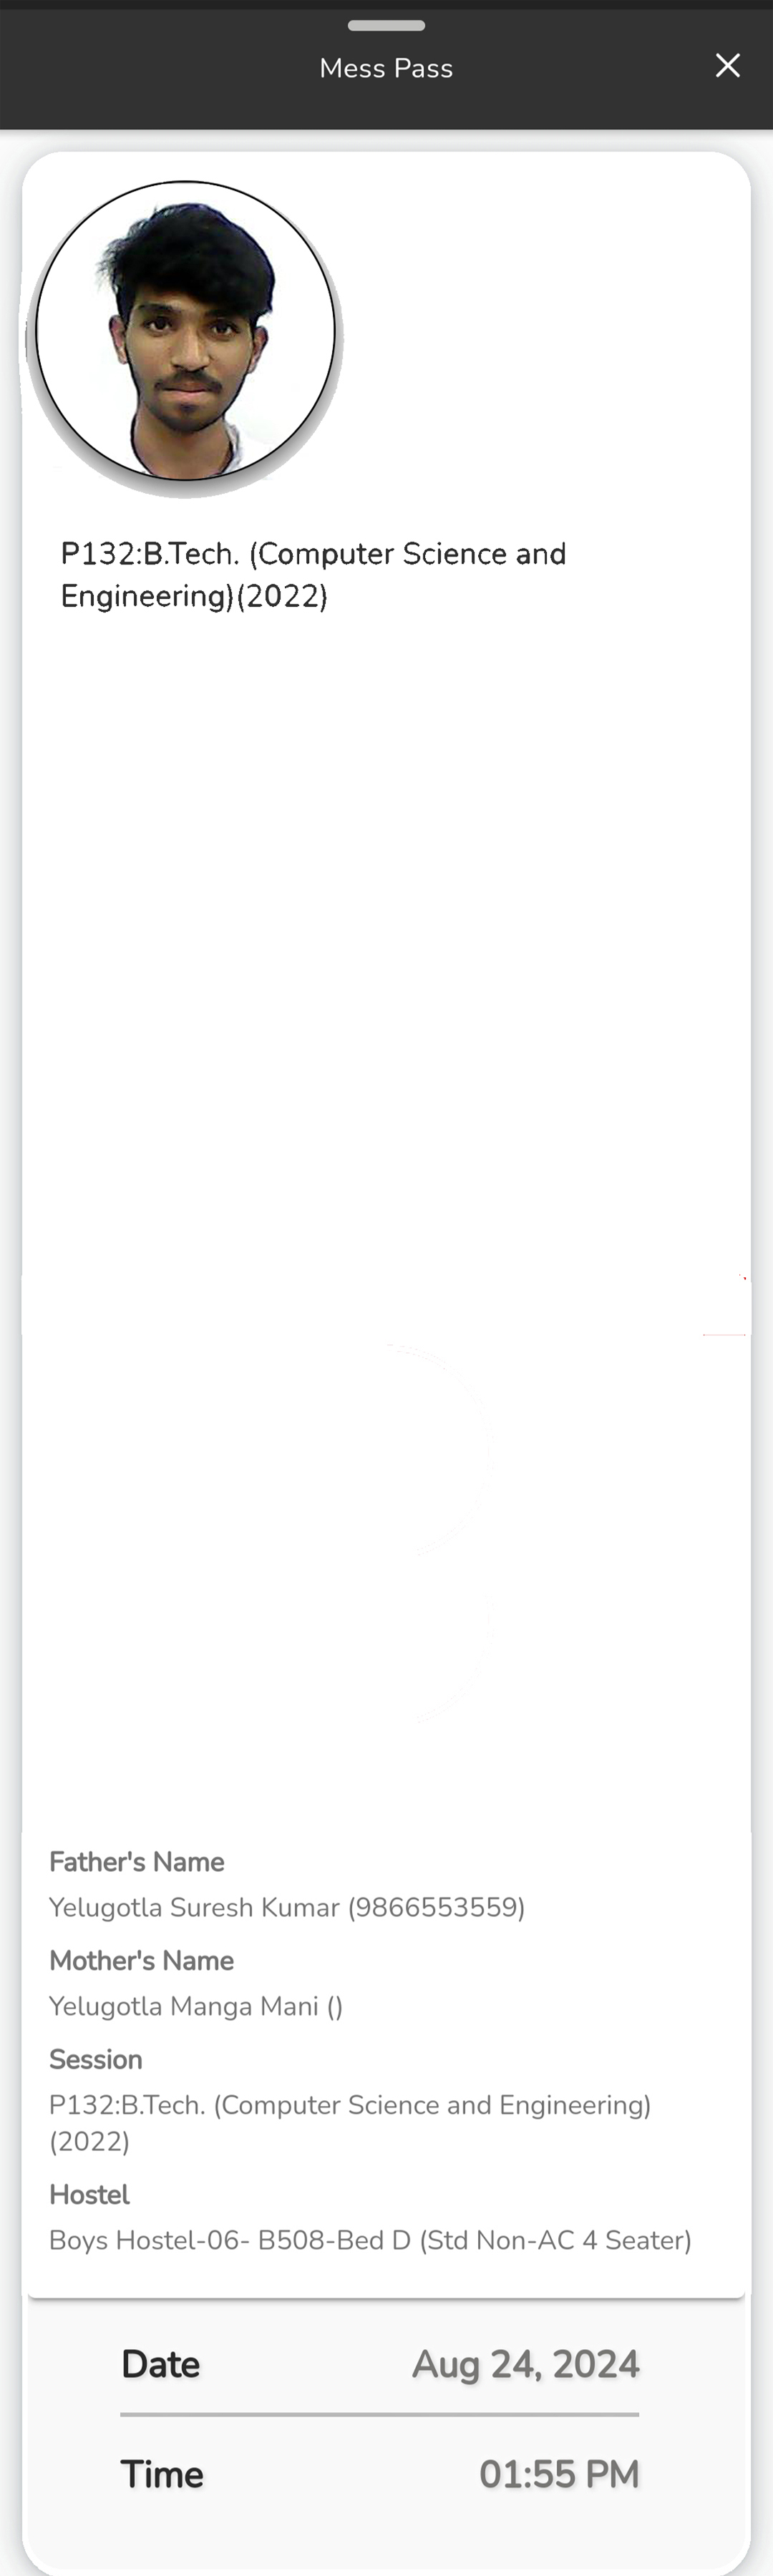 Mess Pass
P132:B.Tech. (Computer Science and
Engineering)(2022)
Father's Name
Yelugotla Suresh Kumar (9866553559)
Mother's Name
Yelugotla Manga Mani ()
Session
P132:B.Tech. (Computer Science and Engineering)
(2022)
Hostel
Boys Hostel-06- B508-Bed D (Std Non-AC 4 Seater)
Date Aug 24, 2024
Time 01:55 PM